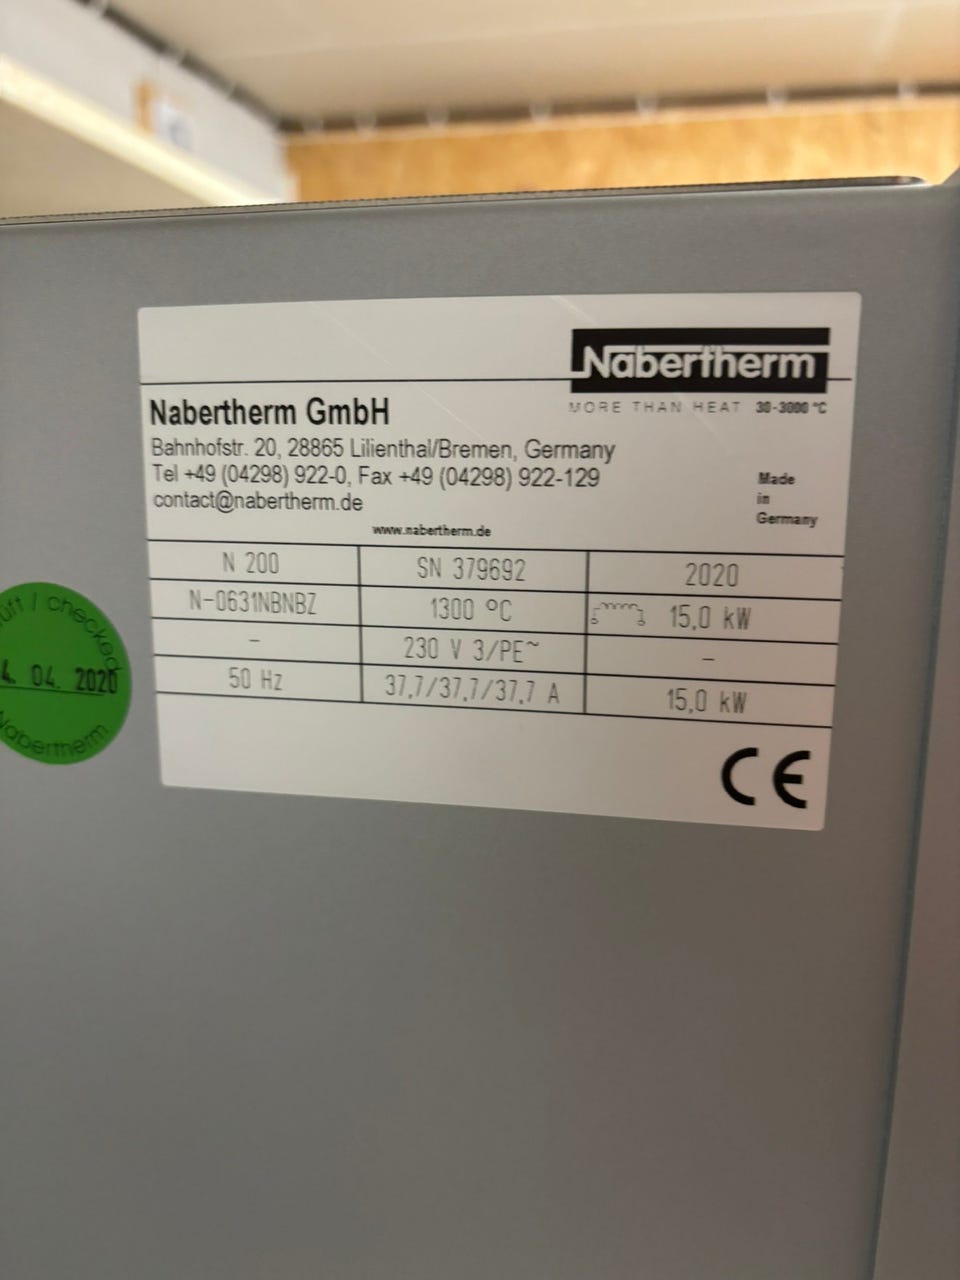 Nabertherm
MORE THAN HEAT 30-3000 °C
Nabertherm GmbH
Bahnhofstr. 20, 28865 Lilienthal/Bremen, Germany
Tel +49 (04298) 922-0, Fax +49 (04298) 922-129
contact@nabertherm.de
www.nabertherm.de
Made
in
Germany
N 200 SN 379692 2020
N-0631NBNBZ 1300 °C 15,0 kW
– 230 V 3/PE~ –
50 Hz 37,7/37,7/37,7 A 15,0 kW
CE
üft / checked
4. 04. 2020
Nabertherm